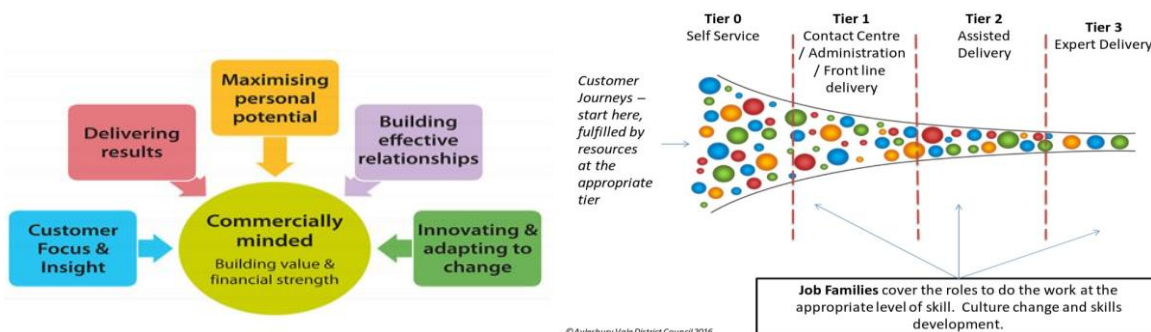 Maximising
personal
potential
Delivering
results
Building
effective
relationships
Customer
Focus &
Insight
Commercially
minded
Building value &
financial strength
Innovating &
adapting to
change
Tier 0
Self Service
Tier 1
Contact Centre
/ Administration
/ Front line
delivery
Tier 2
Assisted
Delivery
Tier 3
Expert Delivery
Customer
Journeys –
start here,
fulfilled by
resources
at the
appropriate
tier
Job Families cover the roles to do the work at the
appropriate level of skill. Culture change and skills
development.
© Aylesbury Vale District Council 2016